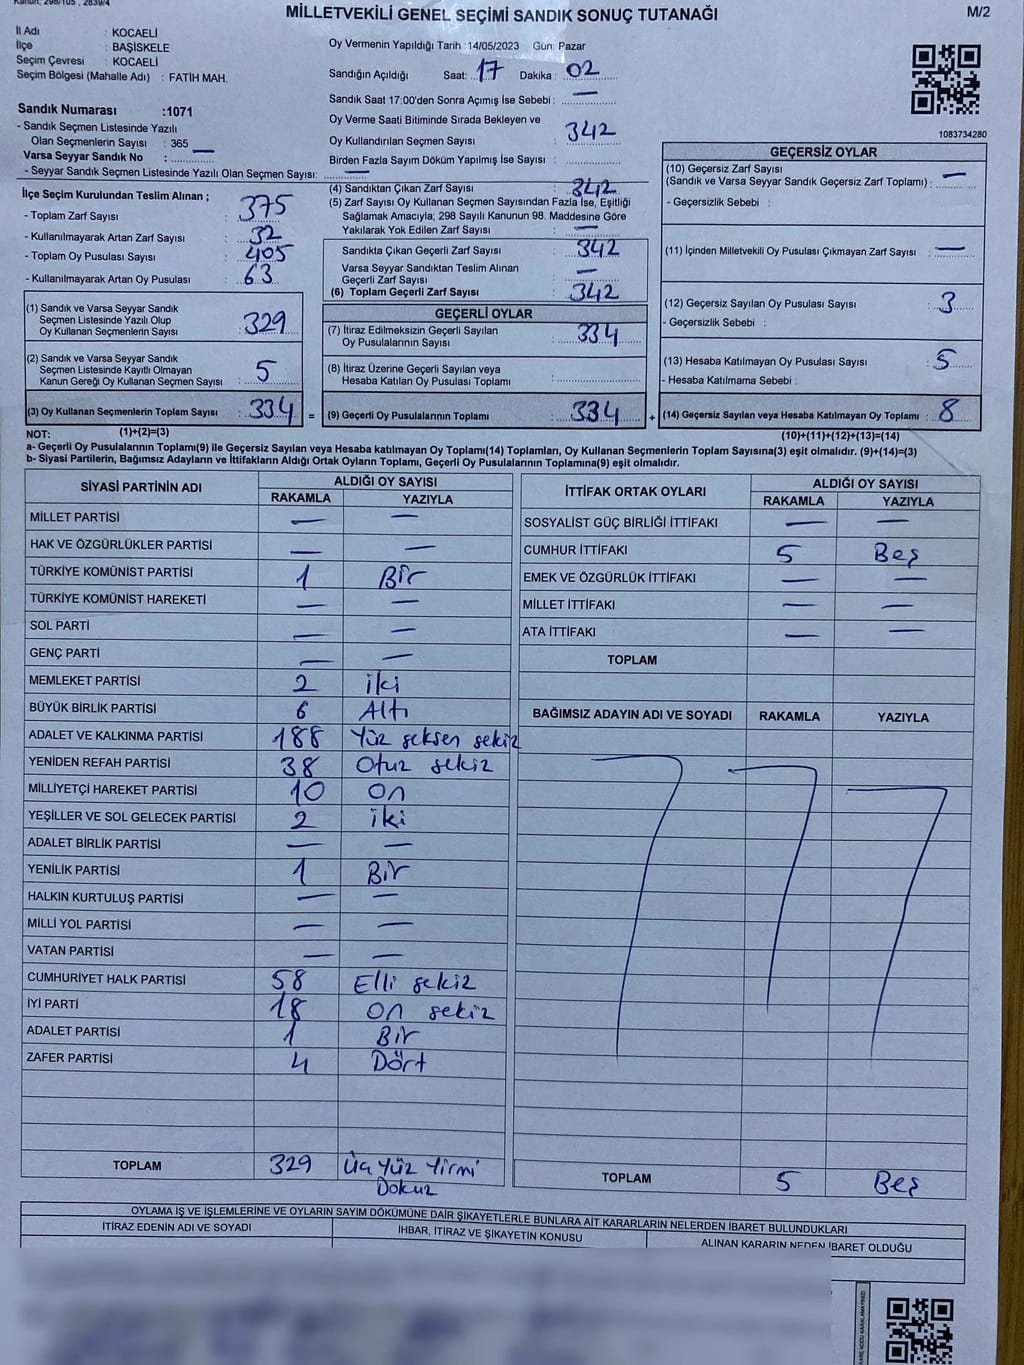 Kanun: 298/105 , 2839/4
MİLLETVEKİLİ GENEL SEÇİMİ SANDIK SONUÇ TUTANAĞI
M/2
İl Adı : KOCAELİ
İlçe : BAŞİSKELE
Seçim Çevresi : KOCAELİ
Seçim Bölgesi (Mahalle Adı) : FATİH MAH.
Sandık Numarası :1071
- Sandık Seçmen Listesinde Yazılı
Olan Seçmenlerin Sayısı : 365
Varsa Seyyar Sandık No : —
- Seyyar Sandık Seçmen Listesinde Yazılı Olan Seçmen Sayısı: —
Oy Vermenin Yapıldığı Tarih :14/05/2023 Gün: Pazar
Sandığın Açıldığı Saat: 17 Dakika : 02
Sandık Saat 17:00'den Sonra Açımış İse Sebebi : —
Oy Verme Saati Bitiminde Sırada Bekleyen ve
Oy Kullandırılan Seçmen Sayısı : 342
Birden Fazla Sayım Döküm Yapılmış İse Sayısı :
1083734280
İlçe Seçim Kurulundan Teslim Alınan ;
- Toplam Zarf Sayısı : 375
- Kullanılmayarak Artan Zarf Sayısı : 32
- Toplam Oy Pusulası Sayısı : 405
- Kullanılmayarak Artan Oy Pusulası : 63
(1) Sandık ve Varsa Seyyar Sandık
Seçmen Listesinde Yazılı Olup
Oy Kullanan Seçmenlerin Sayısı : 329
(2) Sandık ve Varsa Seyyar Sandık
Seçmen Listesinde Kayıtlı Olmayan
Kanun Gereği Oy Kullanan Seçmen Sayısı : 5
(3) Oy Kullanan Seçmenlerin Toplam Sayısı : 334
(1)+(2)=(3)
(4) Sandıktan Çıkan Zarf Sayısı : 342
(5) Zarf Sayısı Oy Kullanan Seçmen Sayısından Fazla İse, Eşitliği
Sağlamak Amacıyla; 298 Sayılı Kanunun 98. Maddesine Göre
Yakılarak Yok Edilen Zarf Sayısı : —
Sandıkta Çıkan Geçerli Zarf Sayısı : 342
Varsa Seyyar Sandıktan Teslim Alınan
Geçerli Zarf Sayısı : —
(6) Toplam Geçerli Zarf Sayısı : 342
GEÇERLİ OYLAR
(7) İtiraz Edilmeksizin Geçerli Sayılan
Oy Pusulalarının Sayısı : 334
(8) İtiraz Üzerine Geçerli Sayılan veya
Hesaba Katılan Oy Pusulası Toplamı :
= (9) Geçerli Oy Pusulalarının Toplamı : 334
GEÇERSİZ OYLAR
(10) Geçersiz Zarf Sayısı
(Sandık ve Varsa Seyyar Sandık Geçersiz Zarf Toplamı) : —
- Geçersizlik Sebebi :
(11) İçinden Milletvekili Oy Pusulası Çıkmayan Zarf Sayısı : —
(12) Geçersiz Sayılan Oy Pusulası Sayısı : 3
- Geçersizlik Sebebi :
(13) Hesaba Katılmayan Oy Pusulası Sayısı : 5
- Hesaba Katılmama Sebebi :
+ (14) Geçersiz Sayılan veya Hesaba Katılmayan Oy Toplamı : 8
(10)+(11)+(12)+(13)=(14)
NOT:
a- Geçerli Oy Pusulalarının Toplamı(9) ile Geçersiz Sayılan veya Hesaba katılmayan Oy Toplamı(14) Toplamları, Oy Kullanan Seçmenlerin Toplam Sayısına(3) eşit olmalıdır. (9)+(14)=(3)
b- Siyasi Partilerin, Bağımsız Adayların ve İttifakların Aldığı Ortak Oyların Toplamı, Geçerli Oy Pusulalarının Toplamına(9) eşit olmalıdır.
SİYASİ PARTİNİN ADI ALDIĞI OY SAYISI
RAKAMLA YAZIYLA
MİLLET PARTİSİ — —
HAK VE ÖZGÜRLÜKLER PARTİSİ — —
TÜRKİYE KOMÜNİST PARTİSİ 1 Bir
TÜRKİYE KOMÜNİST HAREKETİ — —
SOL PARTİ — —
GENÇ PARTİ — —
MEMLEKET PARTİSİ 2 iki
BÜYÜK BİRLİK PARTİSİ 6 Altı
ADALET VE KALKINMA PARTİSİ 188 Yüz seksen sekiz
YENİDEN REFAH PARTİSİ 38 Otuz sekiz
MİLLİYETÇİ HAREKET PARTİSİ 10 On
YEŞİLLER VE SOL GELECEK PARTİSİ 2 iki
ADALET BİRLİK PARTİSİ — —
YENİLİK PARTİSİ 1 Bir
HALKIN KURTULUŞ PARTİSİ — —
MİLLİ YOL PARTİSİ — —
VATAN PARTİSİ — —
CUMHURİYET HALK PARTİSİ 58 Elli sekiz
İYİ PARTİ 18 On sekiz
ADALET PARTİSİ 1 Bir
ZAFER PARTİSİ 4 Dört
TOPLAM 329 Üç Yüz Yirmi
Dokuz
İTTİFAK ORTAK OYLARI ALDIĞI OY SAYISI
RAKAMLA YAZIYLA
SOSYALİST GÜÇ BİRLİĞİ İTTİFAKI — —
CUMHUR İTTİFAKI 5 Beş
EMEK VE ÖZGÜRLÜK İTTİFAKI — —
MİLLET İTTİFAKI — —
ATA İTTİFAKI — —
TOPLAM
BAĞIMSIZ ADAYIN ADI VE SOYADI RAKAMLA YAZIYLA
TOPLAM 5 Beş
OYLAMA İŞ VE İŞLEMLERİNE VE OYLARIN SAYIM DÖKÜMÜNE DAİR ŞİKAYETLERLE BUNLARA AİT KARARLARIN NELERDEN İBARET BULUNDUKLARI
İTİRAZ EDENİN ADI VE SOYADI İHBAR, İTİRAZ VE ŞİKAYETİN KONUSU ALINAN KARARIN NEDEN İBARET OLDUĞU